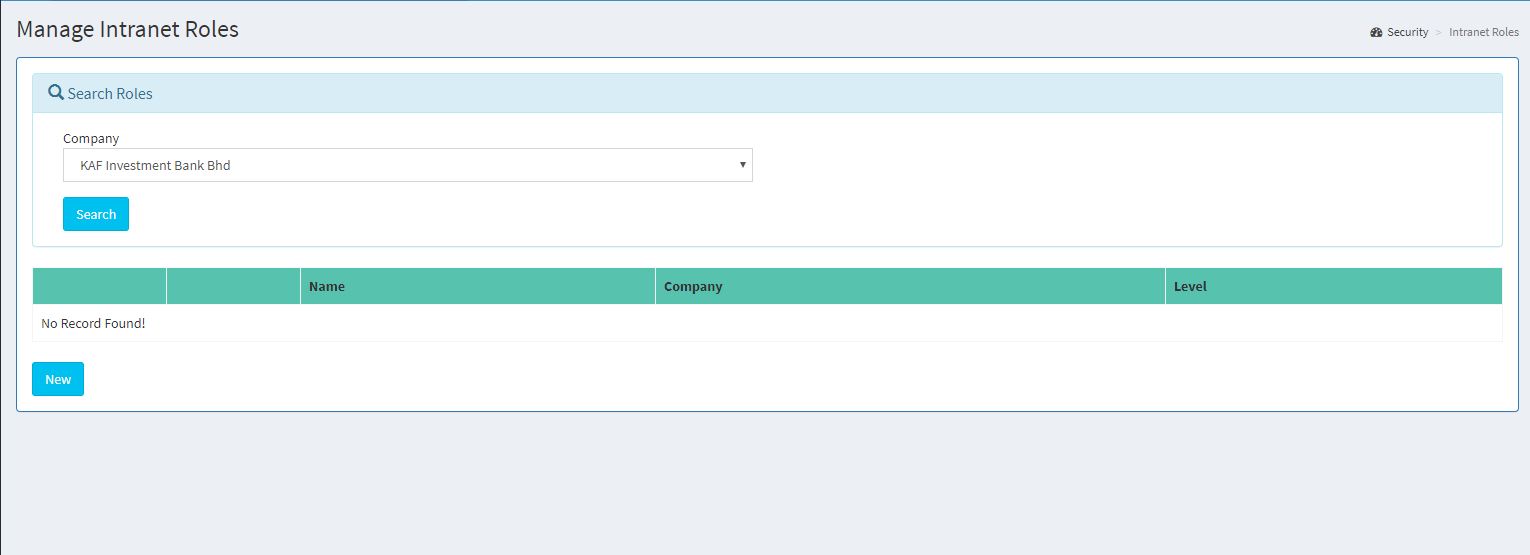 Manage Intranet Roles
Security > Intranet Roles
Search Roles
Company
KAF Investment Bank Bhd
Search
Name Company Level
No Record Found!
New